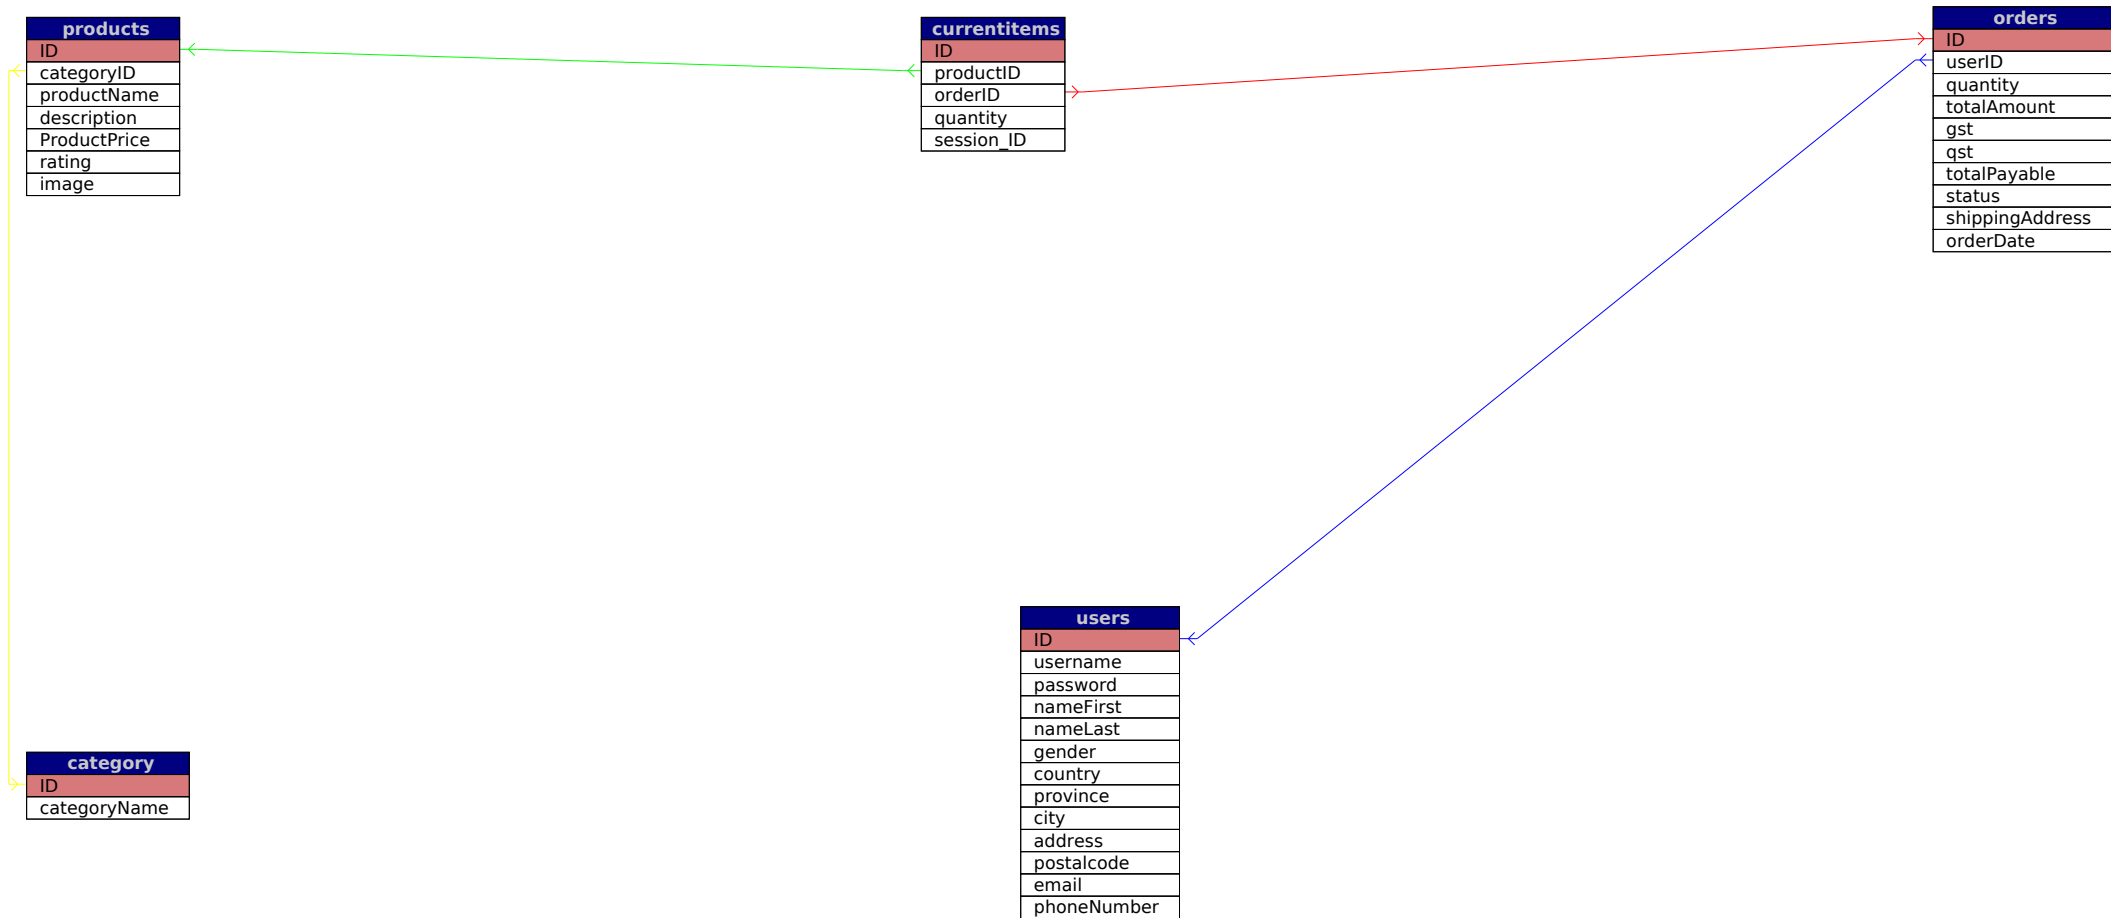 products
ID
categoryID
productName
description
ProductPrice
rating
image
currentitems
ID
productID
orderID
quantity
session_ID
orders
ID
userID
quantity
totalAmount
gst
qst
totalPayable
status
shippingAddress
orderDate
users
ID
username
password
nameFirst
nameLast
gender
country
province
city
address
postalcode
email
phoneNumber
category
ID
categoryName